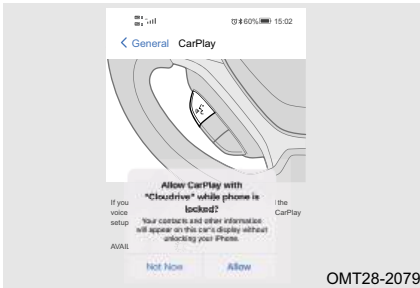 60% 15:02
General CarPlay
Allow CarPlay with
"Cloudrive" while phone is
locked?
If you the
voice CarPlay
setup
Your contacts and other information
will appear on this car's display without
unlocking your iPhone.
AVAIL
Not Now Allow
OMT28-2079